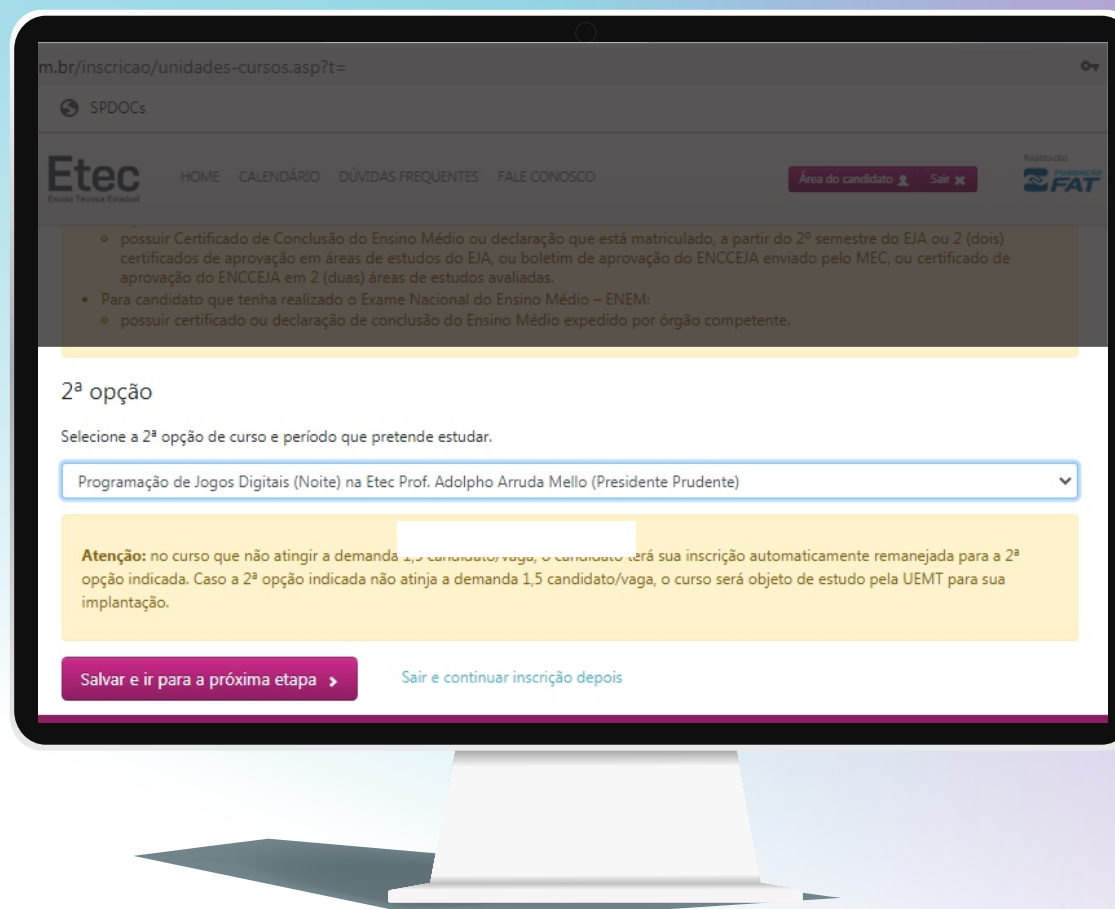 m.br/inscricao/unidades-cursos.asp?t=
SPDOCs
Etec
Escola Técnica Estadual
HOME CALENDÁRIO DÚVIDAS FREQUENTES FALE CONOSCO
Área do candidato Sair
Realização:
FUNDAÇÃO
FAT
possuir Certificado de Conclusão do Ensino Médio ou declaração que está matriculado, a partir do 2º semestre do EJA ou 2 (dois)
certificados de aprovação em áreas de estudos do EJA, ou boletim de aprovação do ENCCEJA enviado pelo MEC, ou certificado de
aprovação do ENCCEJA em 2 (duas) áreas de estudos avaliadas.
Para candidato que tenha realizado o Exame Nacional do Ensino Médio – ENEM:
possuir certificado ou declaração de conclusão do Ensino Médio expedido por órgão competente.
2ª opção
Selecione a 2ª opção de curso e período que pretende estudar.
Programação de Jogos Digitais (Noite) na Etec Prof. Adolpho Arruda Mello (Presidente Prudente)
Atenção: no curso que não atingir a demanda 1,5 candidato/vaga, o candidato terá sua inscrição automaticamente remanejada para a 2ª
opção indicada. Caso a 2ª opção indicada não atinja a demanda 1,5 candidato/vaga, o curso será objeto de estudo pela UEMT para sua
implantação.
Salvar e ir para a próxima etapa
Sair e continuar inscrição depois